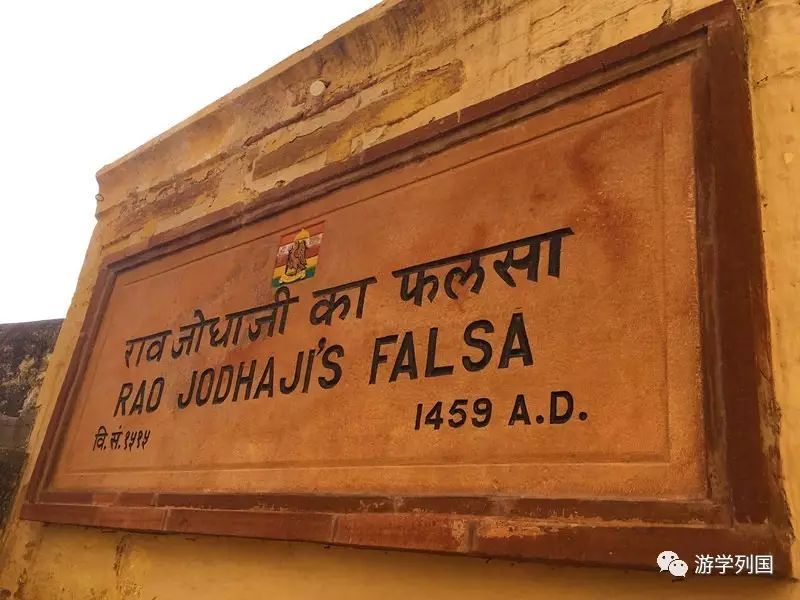 राव जोधाजी का फलसा
RAO JODHAJI'S FALSA
वि.सं.१५१५
1459 A.D.
游学列国